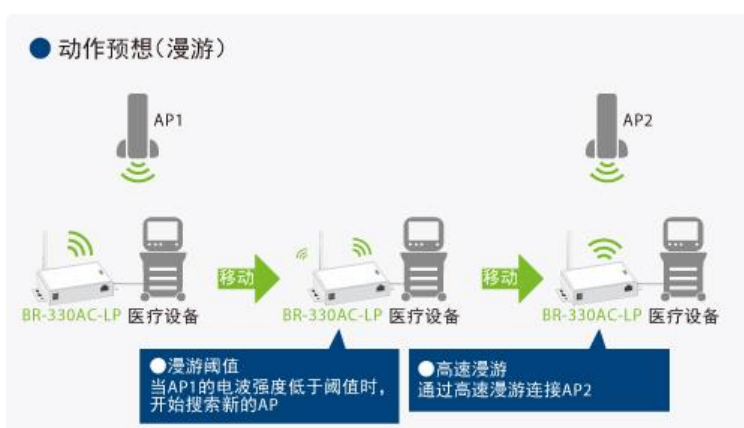 ● 动作预想(漫游)
AP1
AP2
移动
移动
BR-330AC-LP 医疗设备
BR-330AC-LP 医疗设备
BR-330AC-LP 医疗设备
●漫游阈值
当AP1的电波强度低于阈值时，
开始搜索新的AP
●高速漫游
通过高速漫游连接AP2